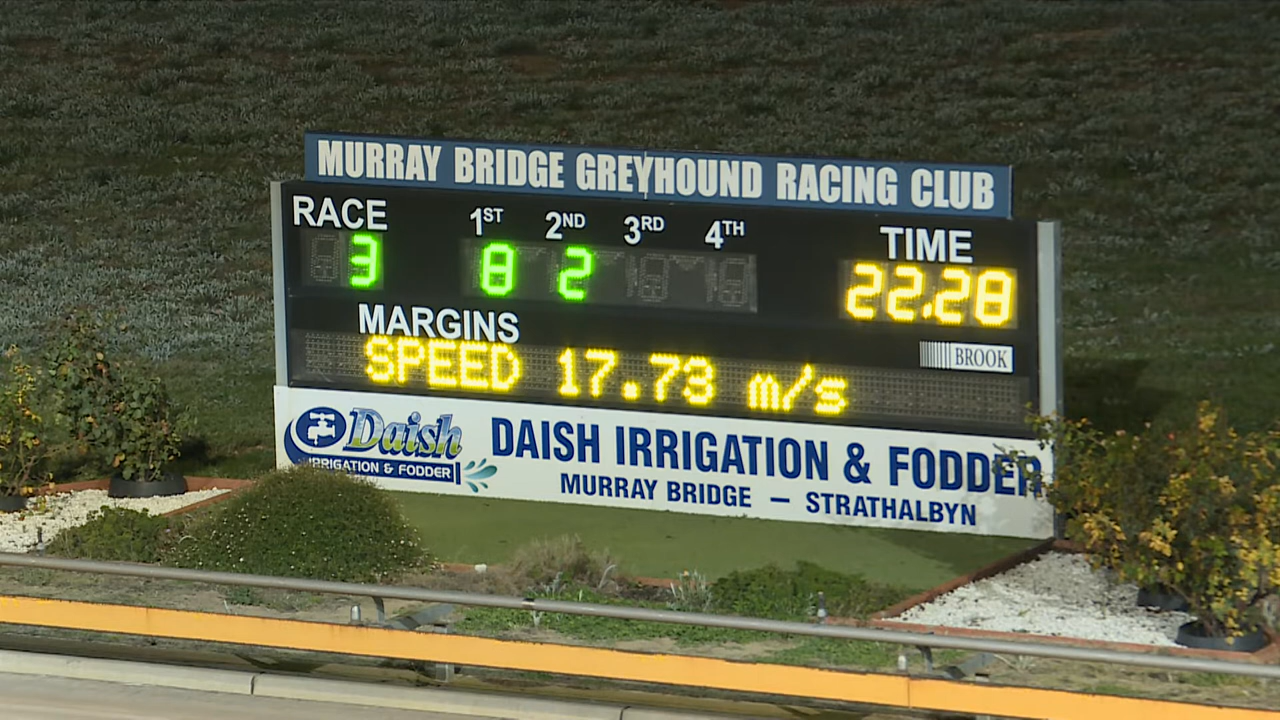 MURRAY BRIDGE GREYHOUND RACING CLUB
RACE 1ST 2ND 3RD 4TH TIME
3 8 2 22.28
MARGINS
BROOK
SPEED 17.73 m/s
Daish
IRRIGATION & FODDER
DAISH IRRIGATION & FODDER
MURRAY BRIDGE – STRATHALBYN